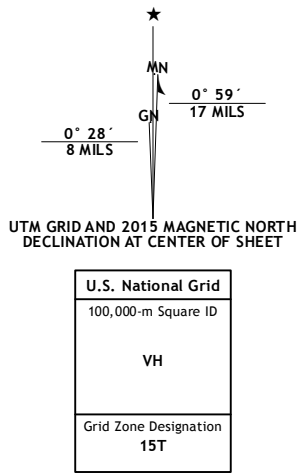 ★
MN
0° 59´
17 MILS
GN
0° 28´
8 MILS
UTM GRID AND 2015 MAGNETIC NORTH
DECLINATION AT CENTER OF SHEET
U.S. National Grid
100,000-m Square ID
VH
Grid Zone Designation
15T